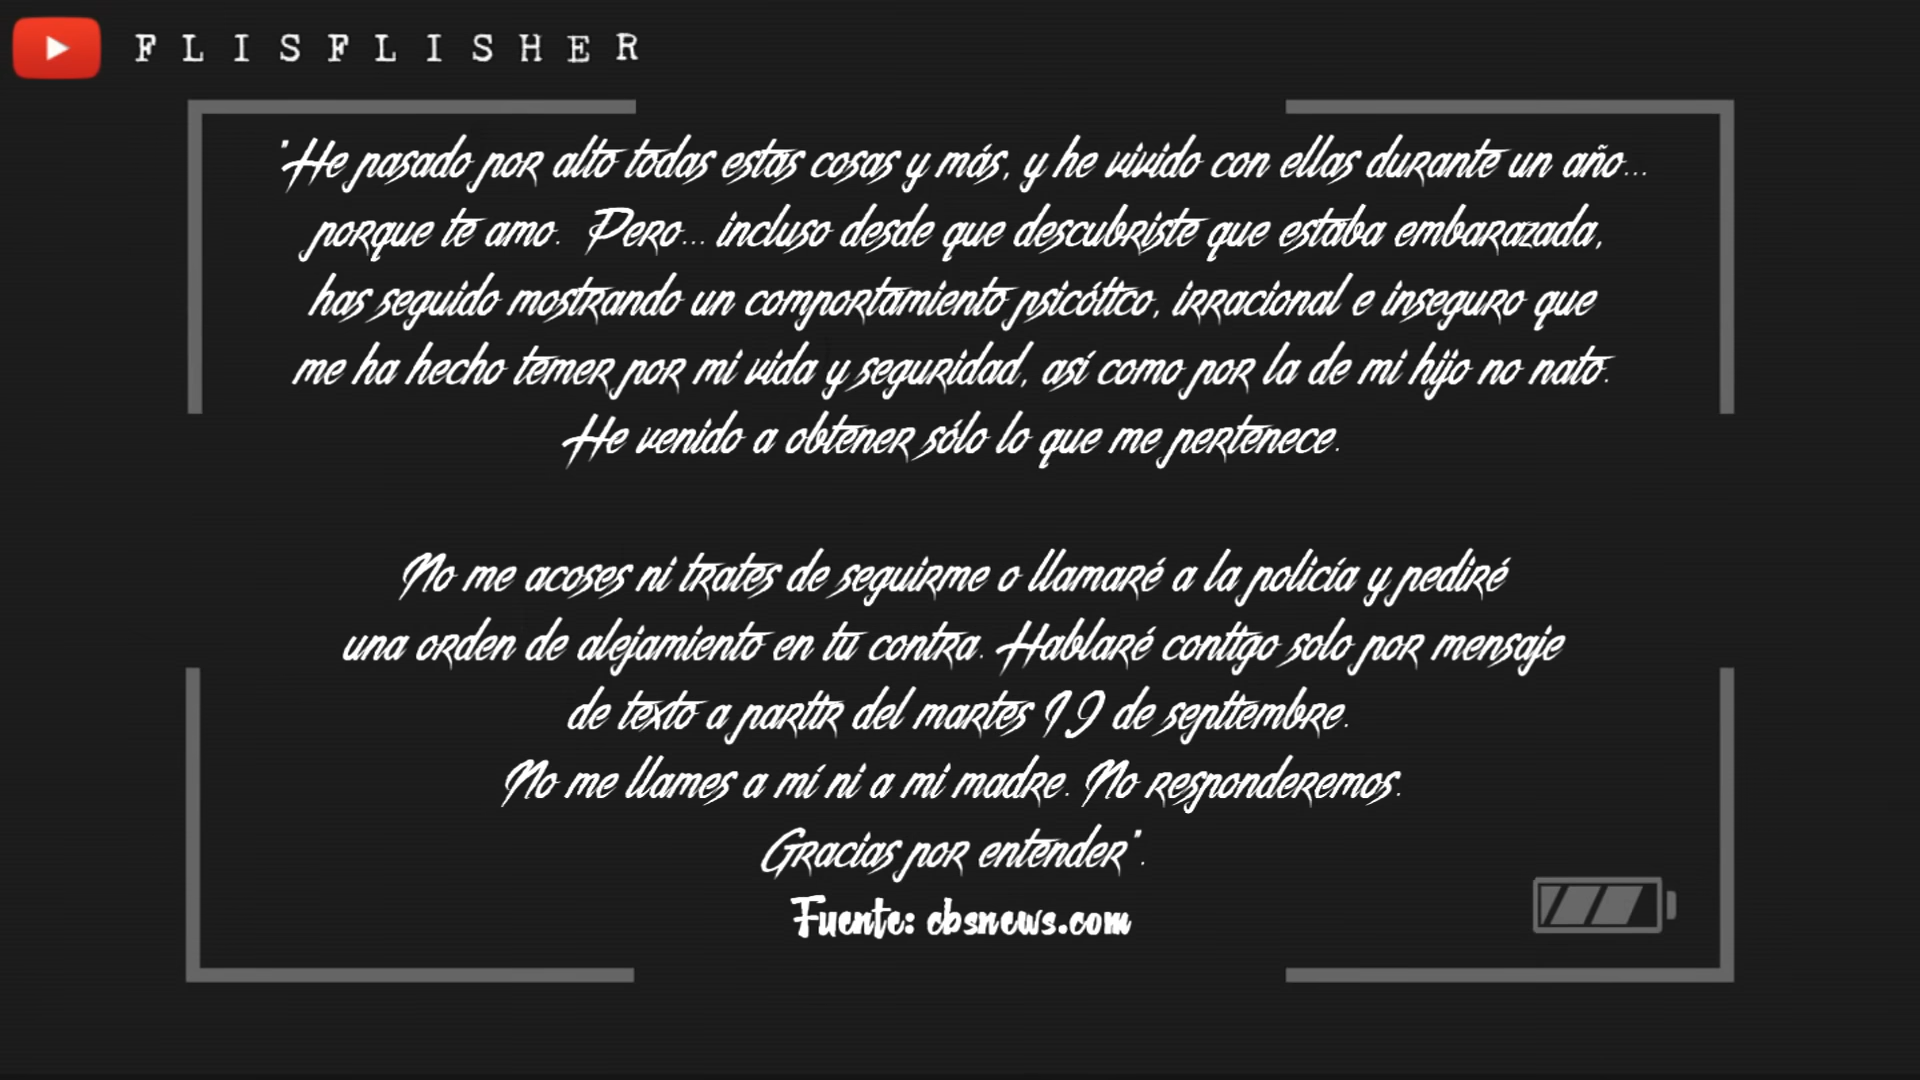 FLISFLISHER
"He pasado por alto todas estas cosas y más, y he vivido con ellas durante un año...
porque te amo. Pero... incluso desde que descubriste que estaba embarazada,
has seguido mostrando un comportamiento psicótico, irracional e inseguro que
me ha hecho temer por mi vida y seguridad, así como por la de mi hijo no nato.
He venido a obtener sólo lo que me pertenece.
No me acoses ni trates de seguirme o llamaré a la policía y pediré
una orden de alejamiento en tu contra. Hablaré contigo solo por mensaje
de texto a partir del martes 19 de septiembre.
No me llames a mí ni a mi madre. No responderemos.
Gracias por entender".
Fuente: cbsnews.com